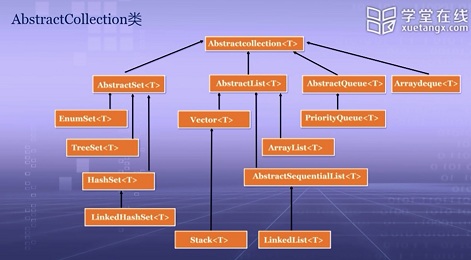 AbstractCollection类
学堂在线
xuetangx.com
Abstractcollection<T>
AbstractSet<T>
AbstractList<T>
AbstractQueue<T>
Arraydeque<T>
EnumSet<T>
Vector<T>
PriorityQueue<T>
TreeSet<T>
ArrayList<T>
HashSet<T>
AbstractSequentialList<T>
LinkedHashSet<T>
Stack<T>
LinkedList<T>